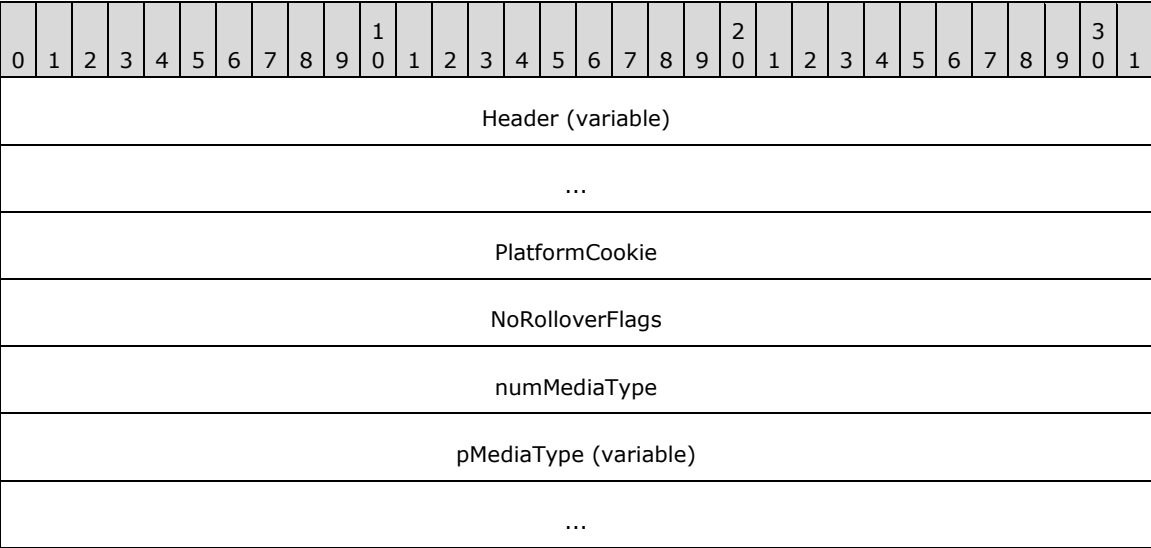 1 2 3
0 1 2 3 4 5 6 7 8 9 0 1 2 3 4 5 6 7 8 9 0 1 2 3 4 5 6 7 8 9 0 1
Header (variable)
...
PlatformCookie
NoRolloverFlags
numMediaType
pMediaType (variable)
...